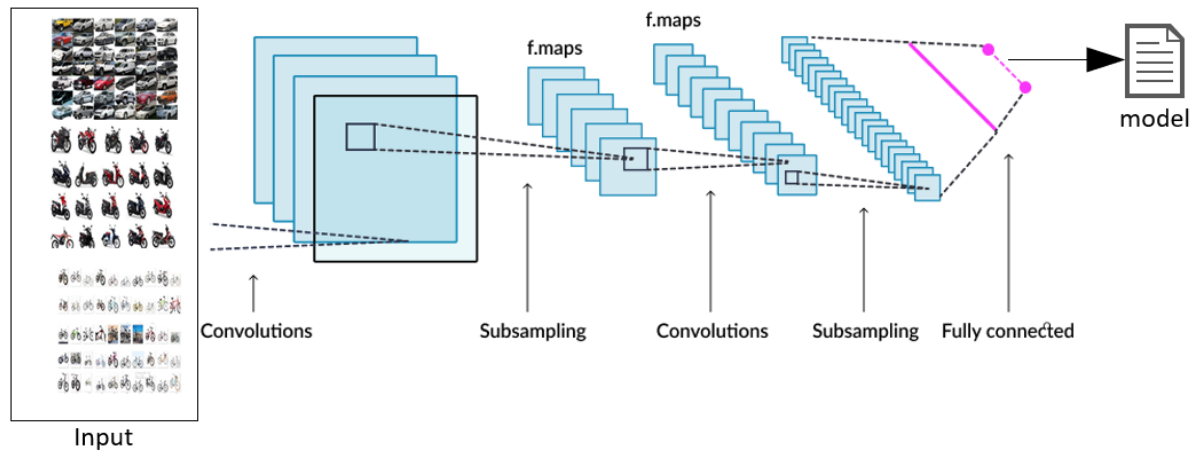 f.maps
f.maps
model
Convolutions
Subsampling
Convolutions
Subsampling
Fully connected
Input